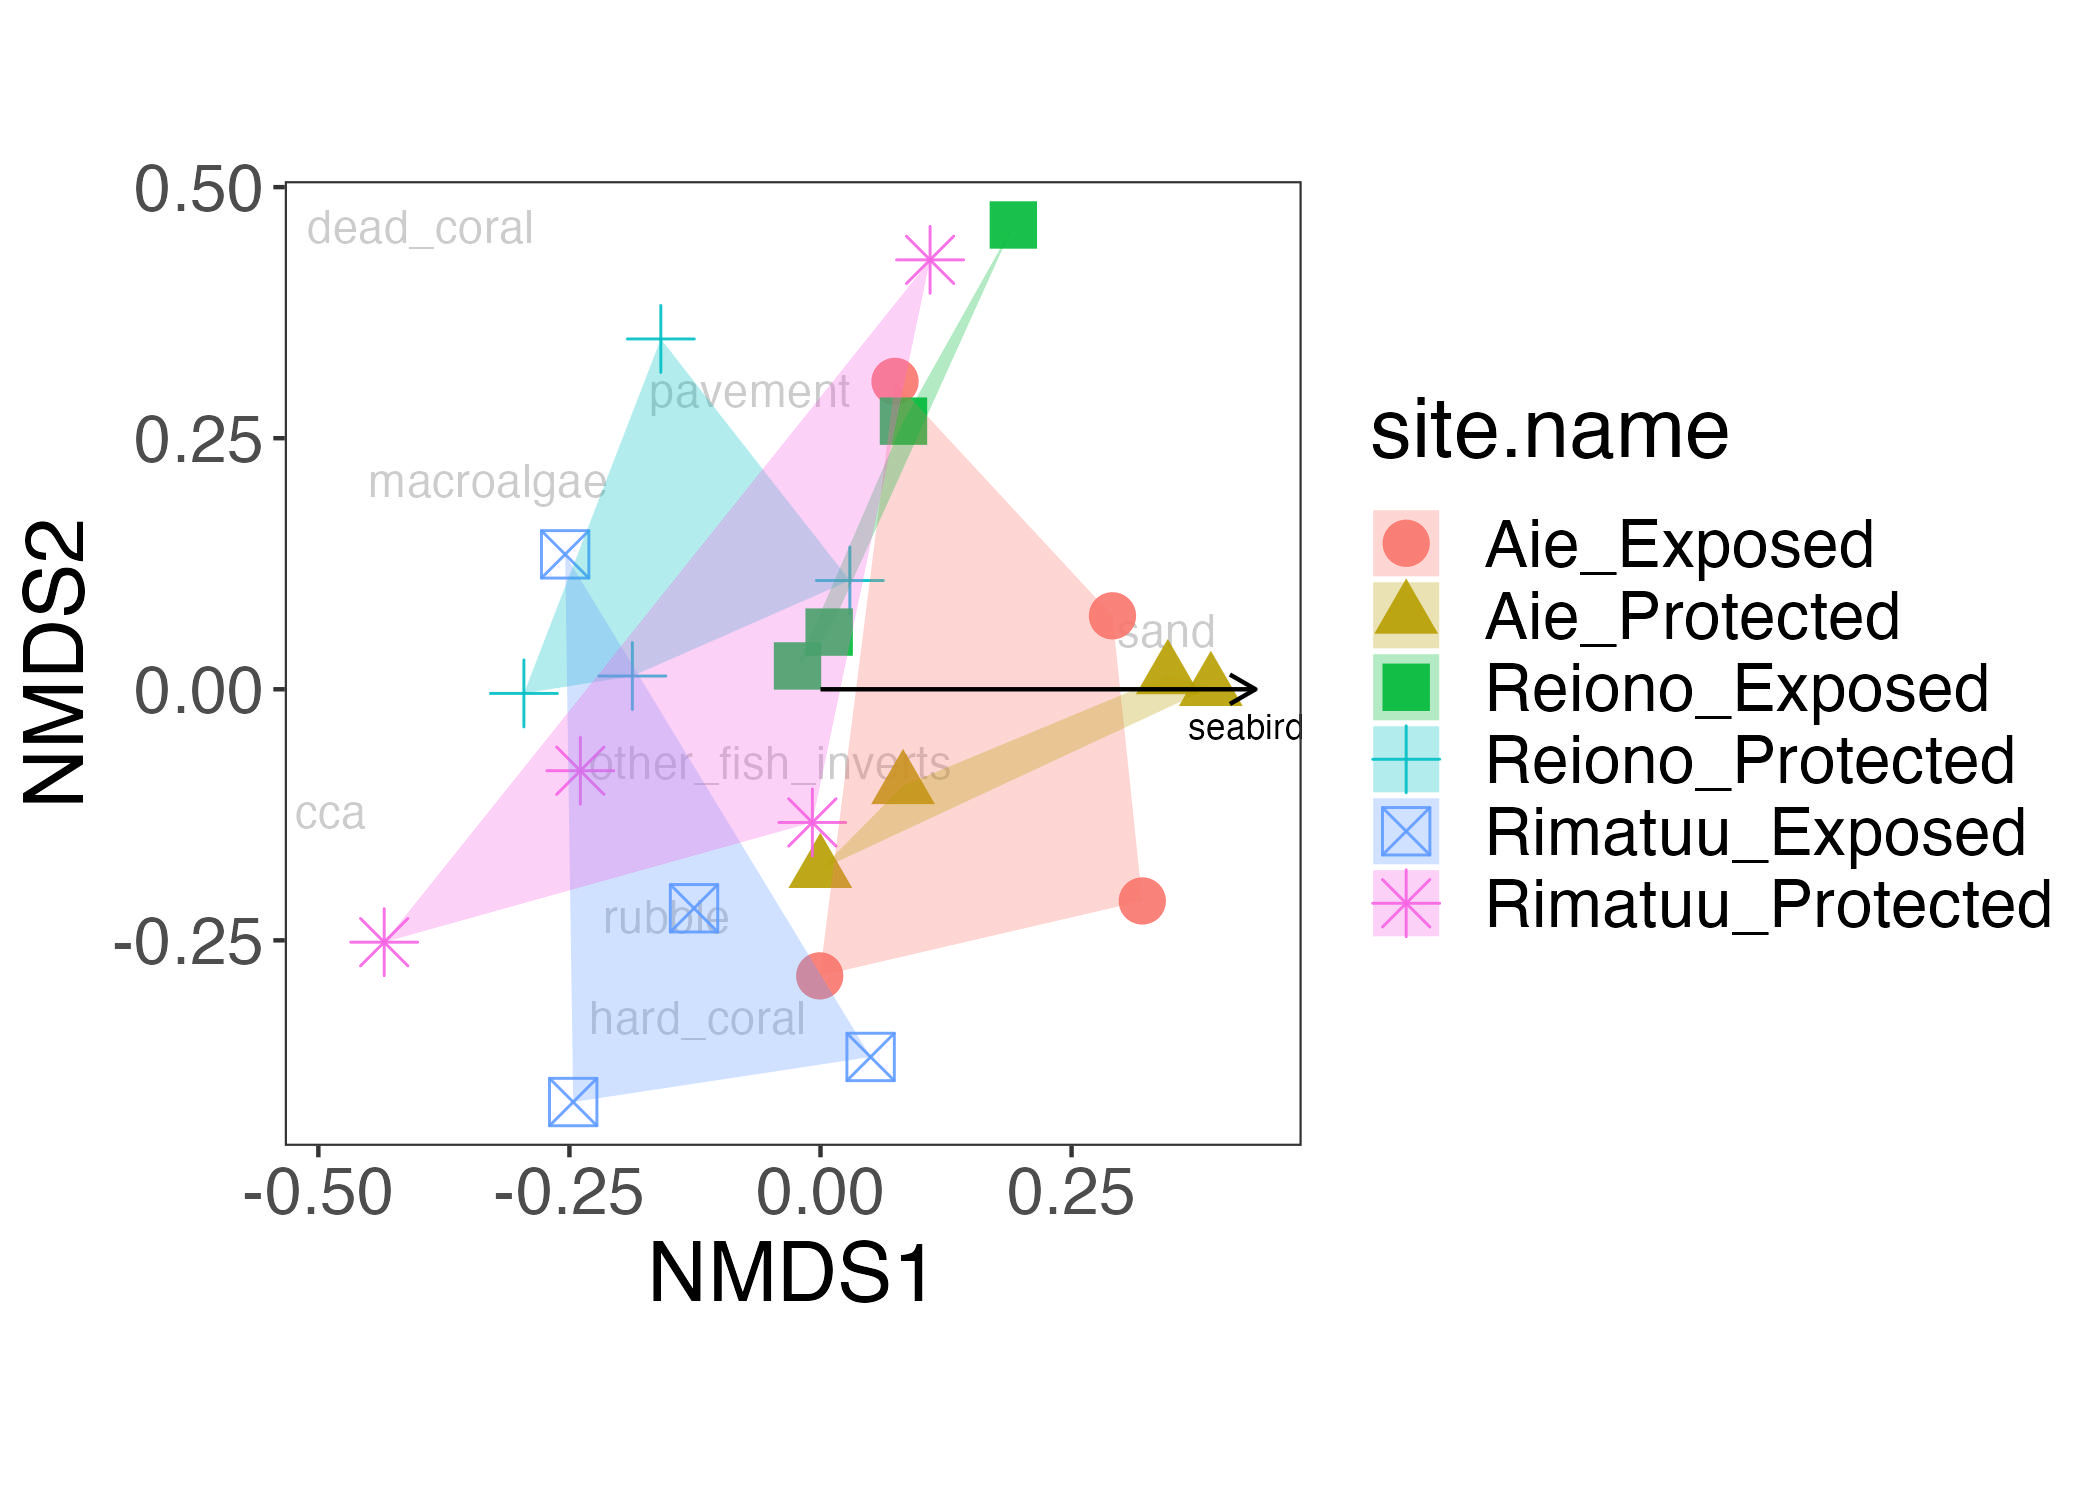 0.50
0.25
0.00
-0.25
NMDS2
dead_coral
pavement
macroalgae
sand
seabird
other_fish_inverts
cca
rubble
hard_coral
-0.50 -0.25 0.00 0.25
NMDS1
site.name
Aie_Exposed
Aie_Protected
Reiono_Exposed
Reiono_Protected
Rimatuu_Exposed
Rimatuu_Protected